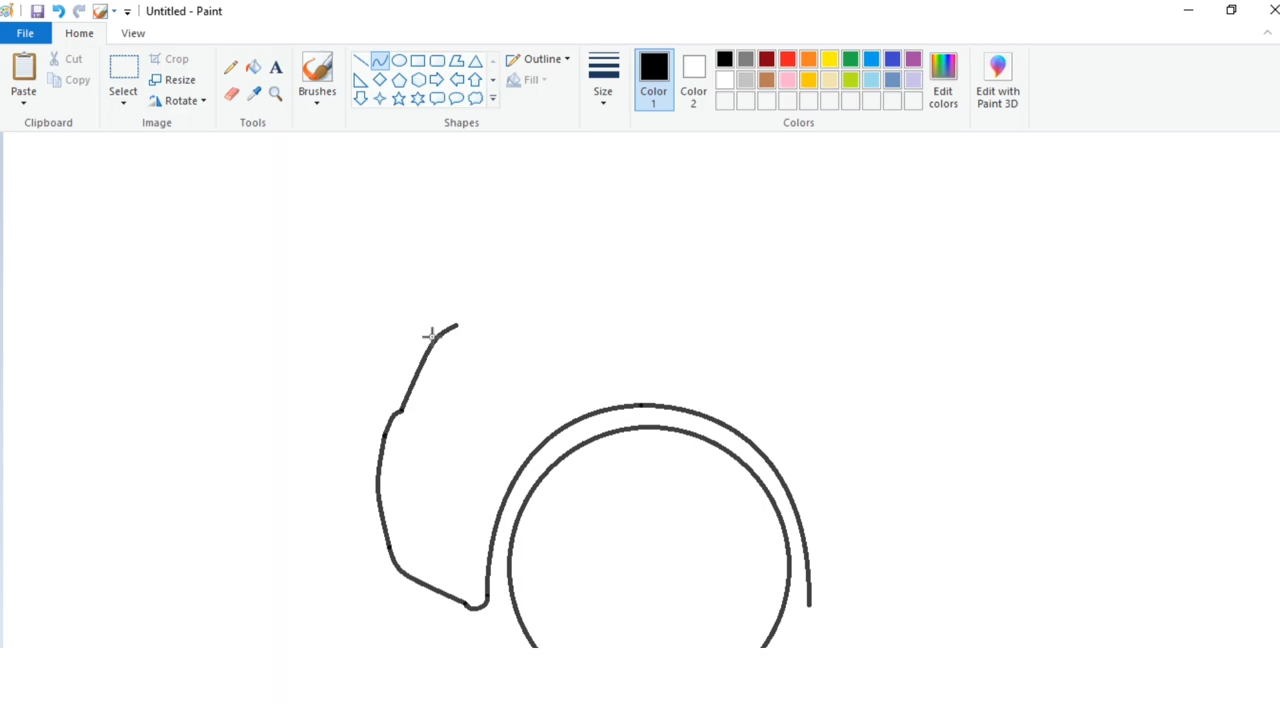 Untitled - Paint
File
Home
View
Paste
Cut
Copy
Clipboard
Select
Crop
Resize
Rotate
Image
A
Tools
Brushes
Outline
Fill
Shapes
Size
Color 1
Color 2
Edit colors
Colors
Edit with Paint 3D